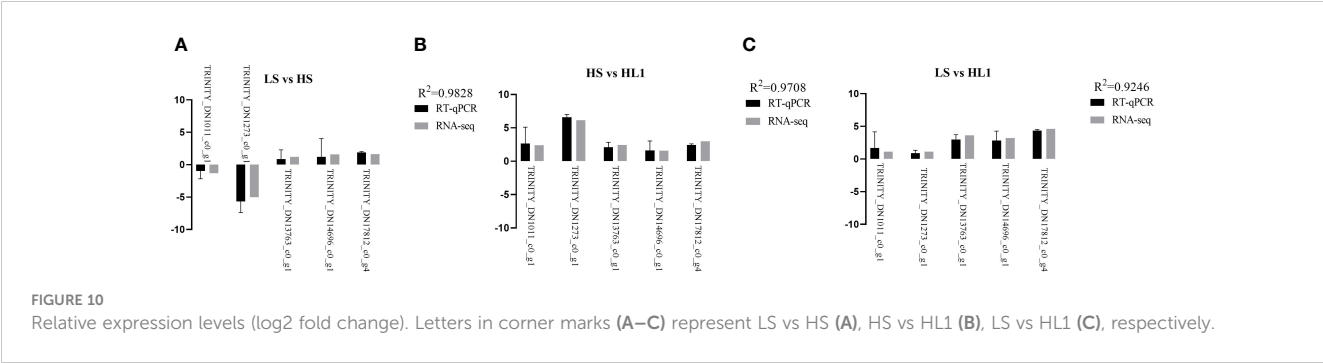 A
LS vs HS
R²=0.9828
RT-qPCR
RNA-seq
10
5
0
-5
-10
TRINITY_DN1011_c0_g1
TRINITY_DN1273_c0_g1
TRINITY_DN13763_c0_g1
TRINITY_DN14696_c0_g1
TRINITY_DN17812_c0_g4
B
HS vs HL1
R²=0.9708
RT-qPCR
RNA-seq
10
5
0
-5
-10
TRINITY_DN1011_c0_g1
TRINITY_DN1273_c0_g1
TRINITY_DN13763_c0_g1
TRINITY_DN14696_c0_g1
TRINITY_DN17812_c0_g4
C
LS vs HL1
R²=0.9246
RT-qPCR
RNA-seq
10
5
0
-5
-10
TRINITY_DN1011_c0_g1
TRINITY_DN1273_c0_g1
TRINITY_DN13763_c0_g1
TRINITY_DN14696_c0_g1
TRINITY_DN17812_c0_g4
FIGURE 10
Relative expression levels (log2 fold change). Letters in corner marks (A–C) represent LS vs HS (A), HS vs HL1 (B), LS vs HL1 (C), respectively.